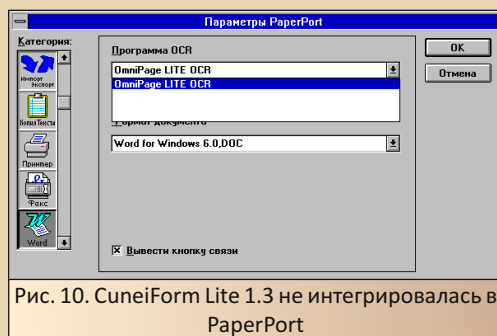 Параметры PaperPort
Категория:
Импорт
Экспорт
Копия Текста
Принтер
Факс
Word
Программа OCR
OmniPage LITE OCR
OmniPage LITE OCR
Формат документа
Word for Windows 6.0,DOC
Вывести кнопку связи
OK
Отмена
Рис. 10. CuneiForm Lite 1.3 не интегрировалась в
PaperPort